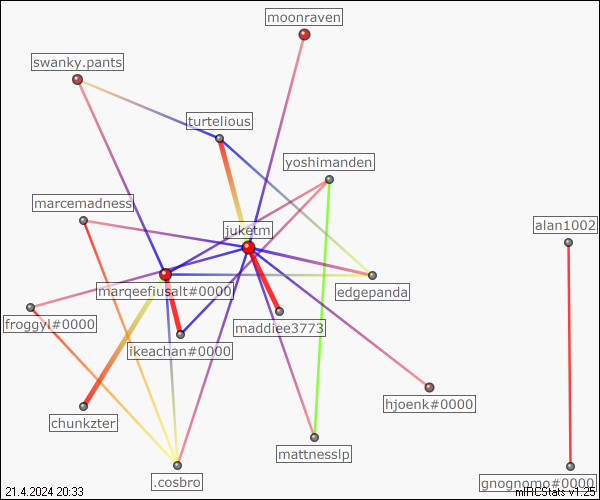 moonraven
swanky.pants
turtelious
yoshimanden
marcemadness
alan1002
juketm
marqeefiusalt#0000
edgepanda
froggyl#0000
maddiee3773
ikeachan#0000
hjoenk#0000
chunkzter
mattnesslp
.cosbro
gnognomo#0000
21.4.2024 20:33
mIRCStats v1.25